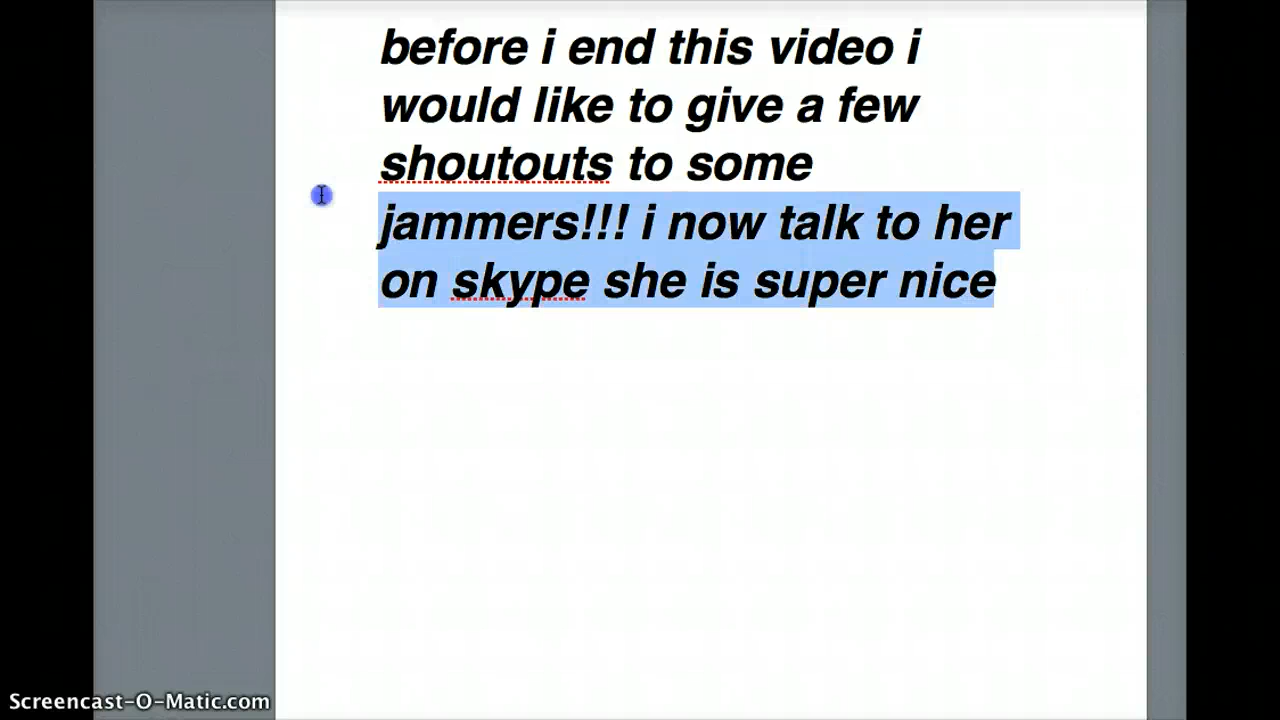 before i end this video i
would like to give a few
shoutouts to some
jammers!!! i now talk to her
on skype she is super nice
Screencast-O-Matic.com